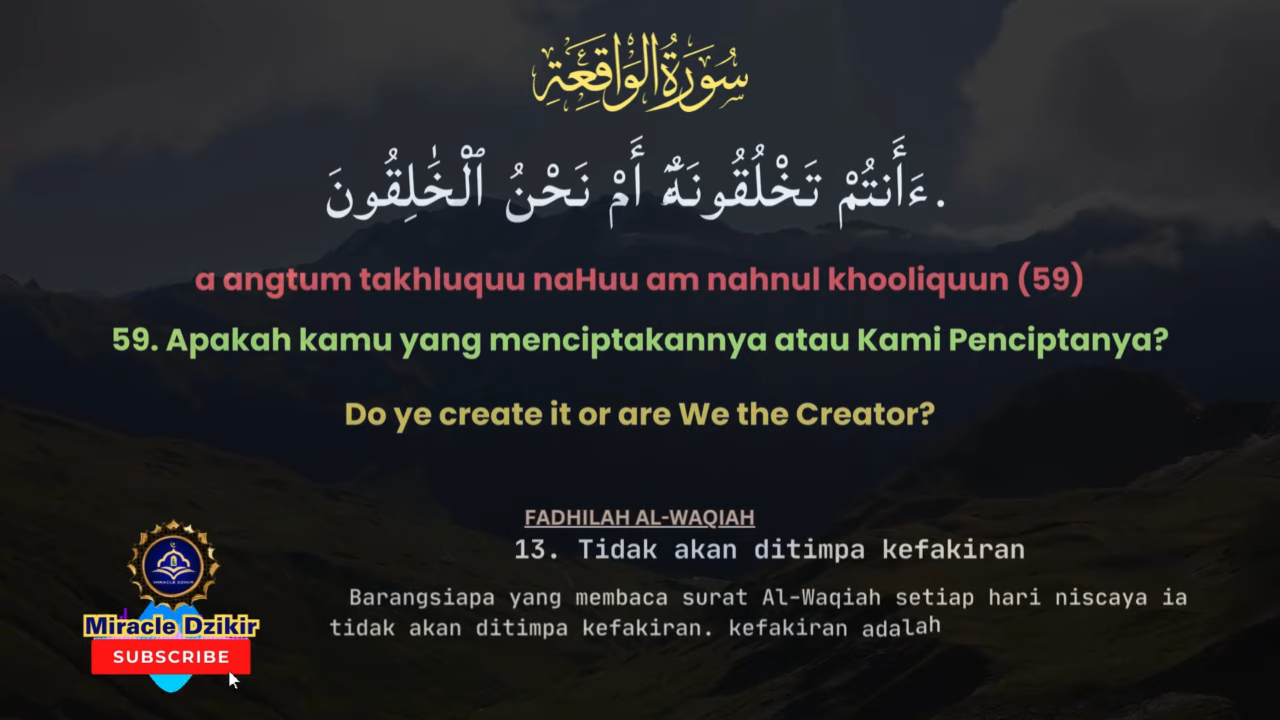 سُورَةُ الْوَاقِعَةِ
ءَأَنتُمْ تَخْلُقُونَهُۥٓ أَمْ نَحْنُ ٱلْخَٰلِقُونَ.
a angtum takhluquu naHuu am nahnul khooliquun (59)
59. Apakah kamu yang menciptakannya atau Kami Penciptanya?
Do ye create it or are We the Creator?
FADHILAH AL-WAQIAH
13. Tidak akan ditimpa kefakiran
Barangsiapa yang membaca surat Al-Waqiah setiap hari niscaya ia
tidak akan ditimpa kefakiran. kefakiran adalah
MIRACLE DZIKIR
Miracle Dzikir
SUBSCRIBE